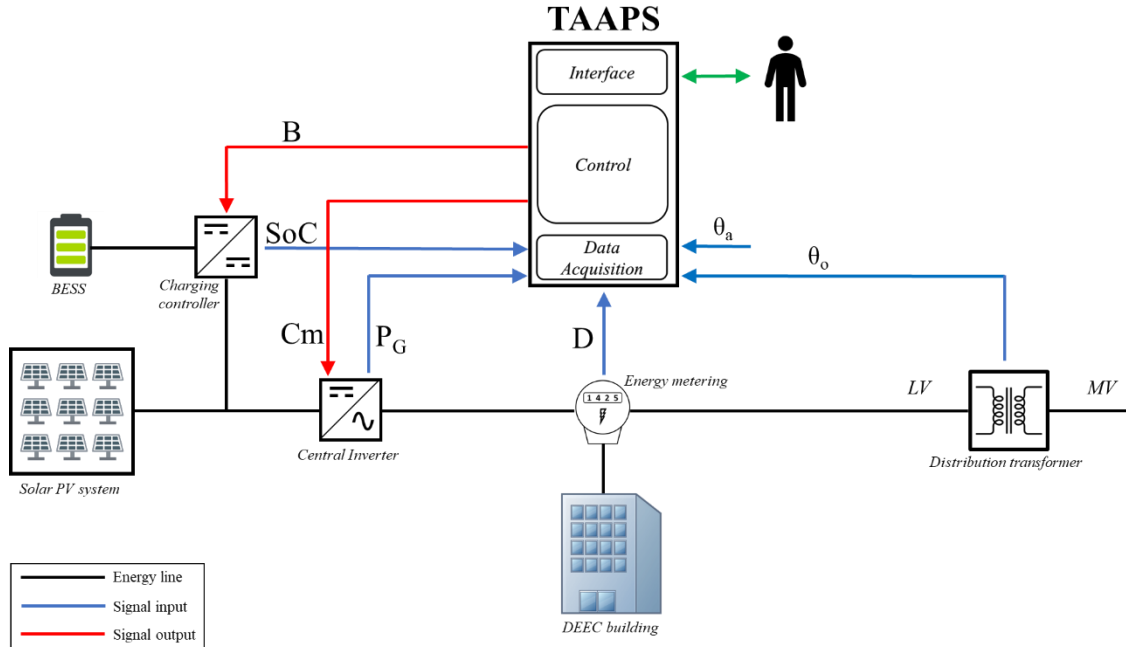 TAAPS
Interface
B
Control
BESS
SoC
Charging
controller
Data
Acquisition
θa
θo
Cm
PG
D
Energy metering
1 4 2 5
LV
MV
Solar PV system
Central Inverter
Distribution transformer
Energy line
Signal input
Signal output
DEEC building